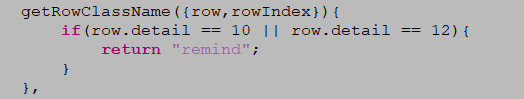 getRowClassName({row,rowIndex}){
    if(row.detail == 10 || row.detail == 12){
        return "remind";
    }
},